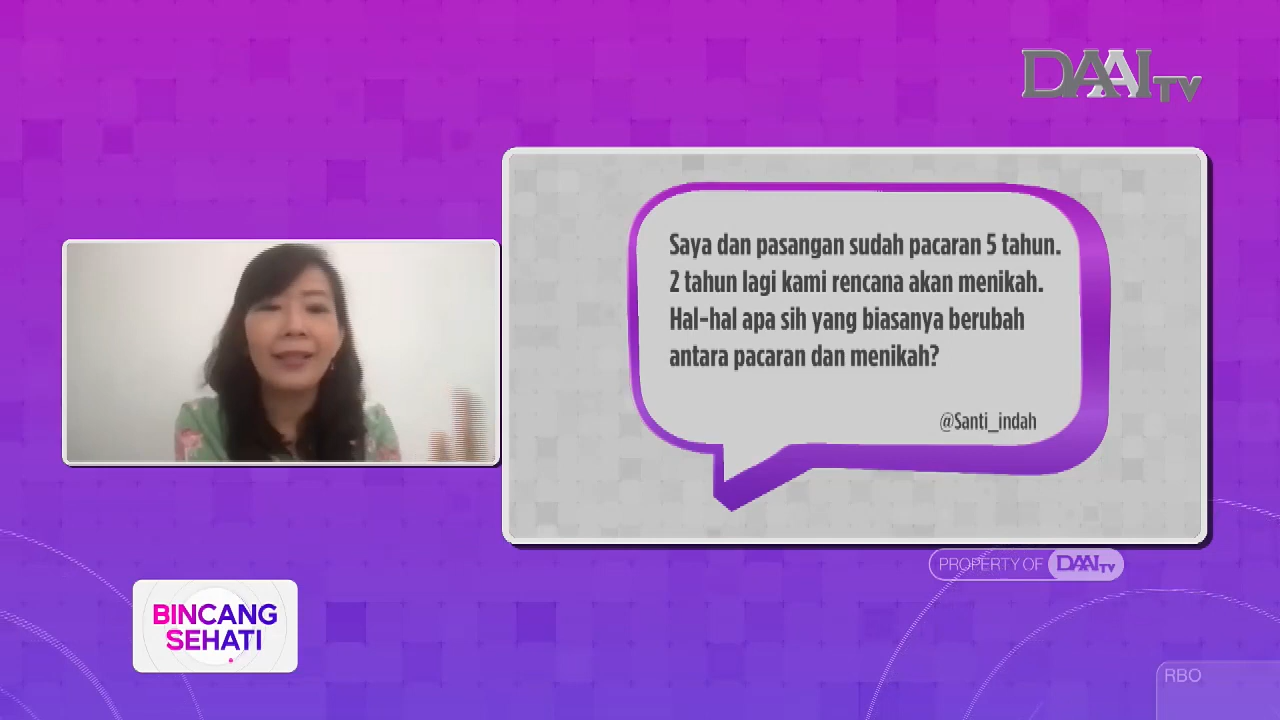 DAAI TV
Saya dan pasangan sudah pacaran 5 tahun.
2 tahun lagi kami rencana akan menikah.
Hal-hal apa sih yang biasanya berubah
antara pacaran dan menikah?
@Santi_indah
PROPERTY OF DAAI TV
BINCANG
SEHATI
RBO